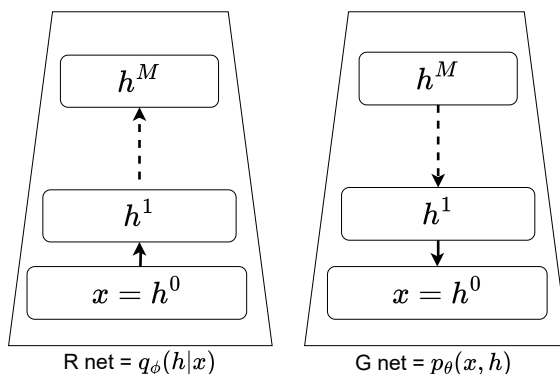 h^M
h^1
x = h^0
R net = q_ϕ(h|x)
h^M
h^1
x = h^0
G net = p_θ(x, h)